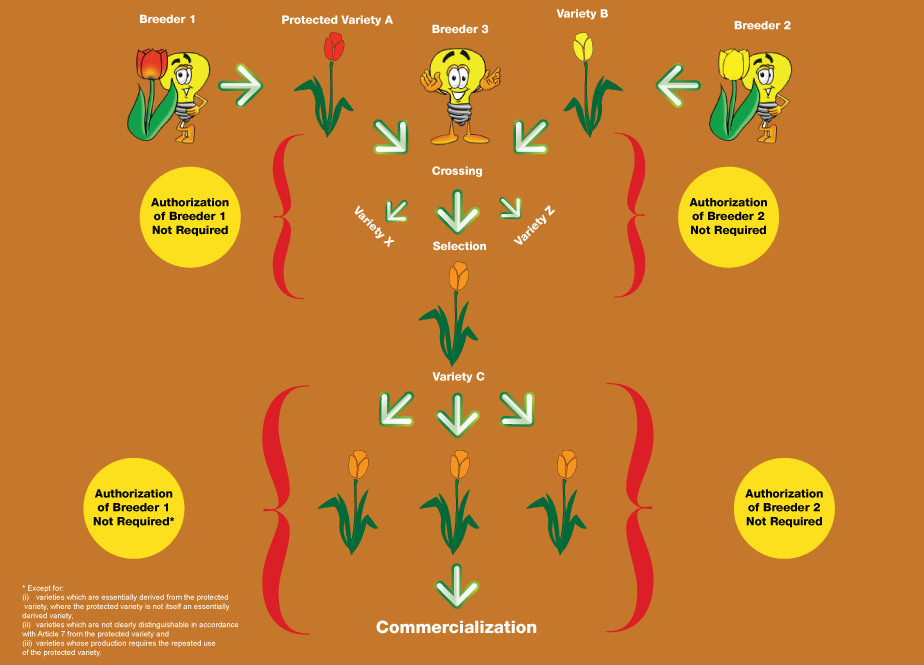 Breeder 1
Protected Variety A
Breeder 3
Variety B
Breeder 2
Crossing
Authorization
of Breeder 1
Not Required
Variety X
Variety Z
Authorization
of Breeder 2
Not Required
Selection
Variety C
Authorization
of Breeder 1
Not Required*
Authorization
of Breeder 2
Not Required
* Except for:
(i) varieties which are essentially derived from the protected
variety, where the protected variety is not itself an essentially
derived variety,
(ii) varieties which are not clearly distinguishable in accordance
with Article 7 from the protected variety and
(iii) varieties whose production requires the repeated use
of the protected variety.
Commercialization